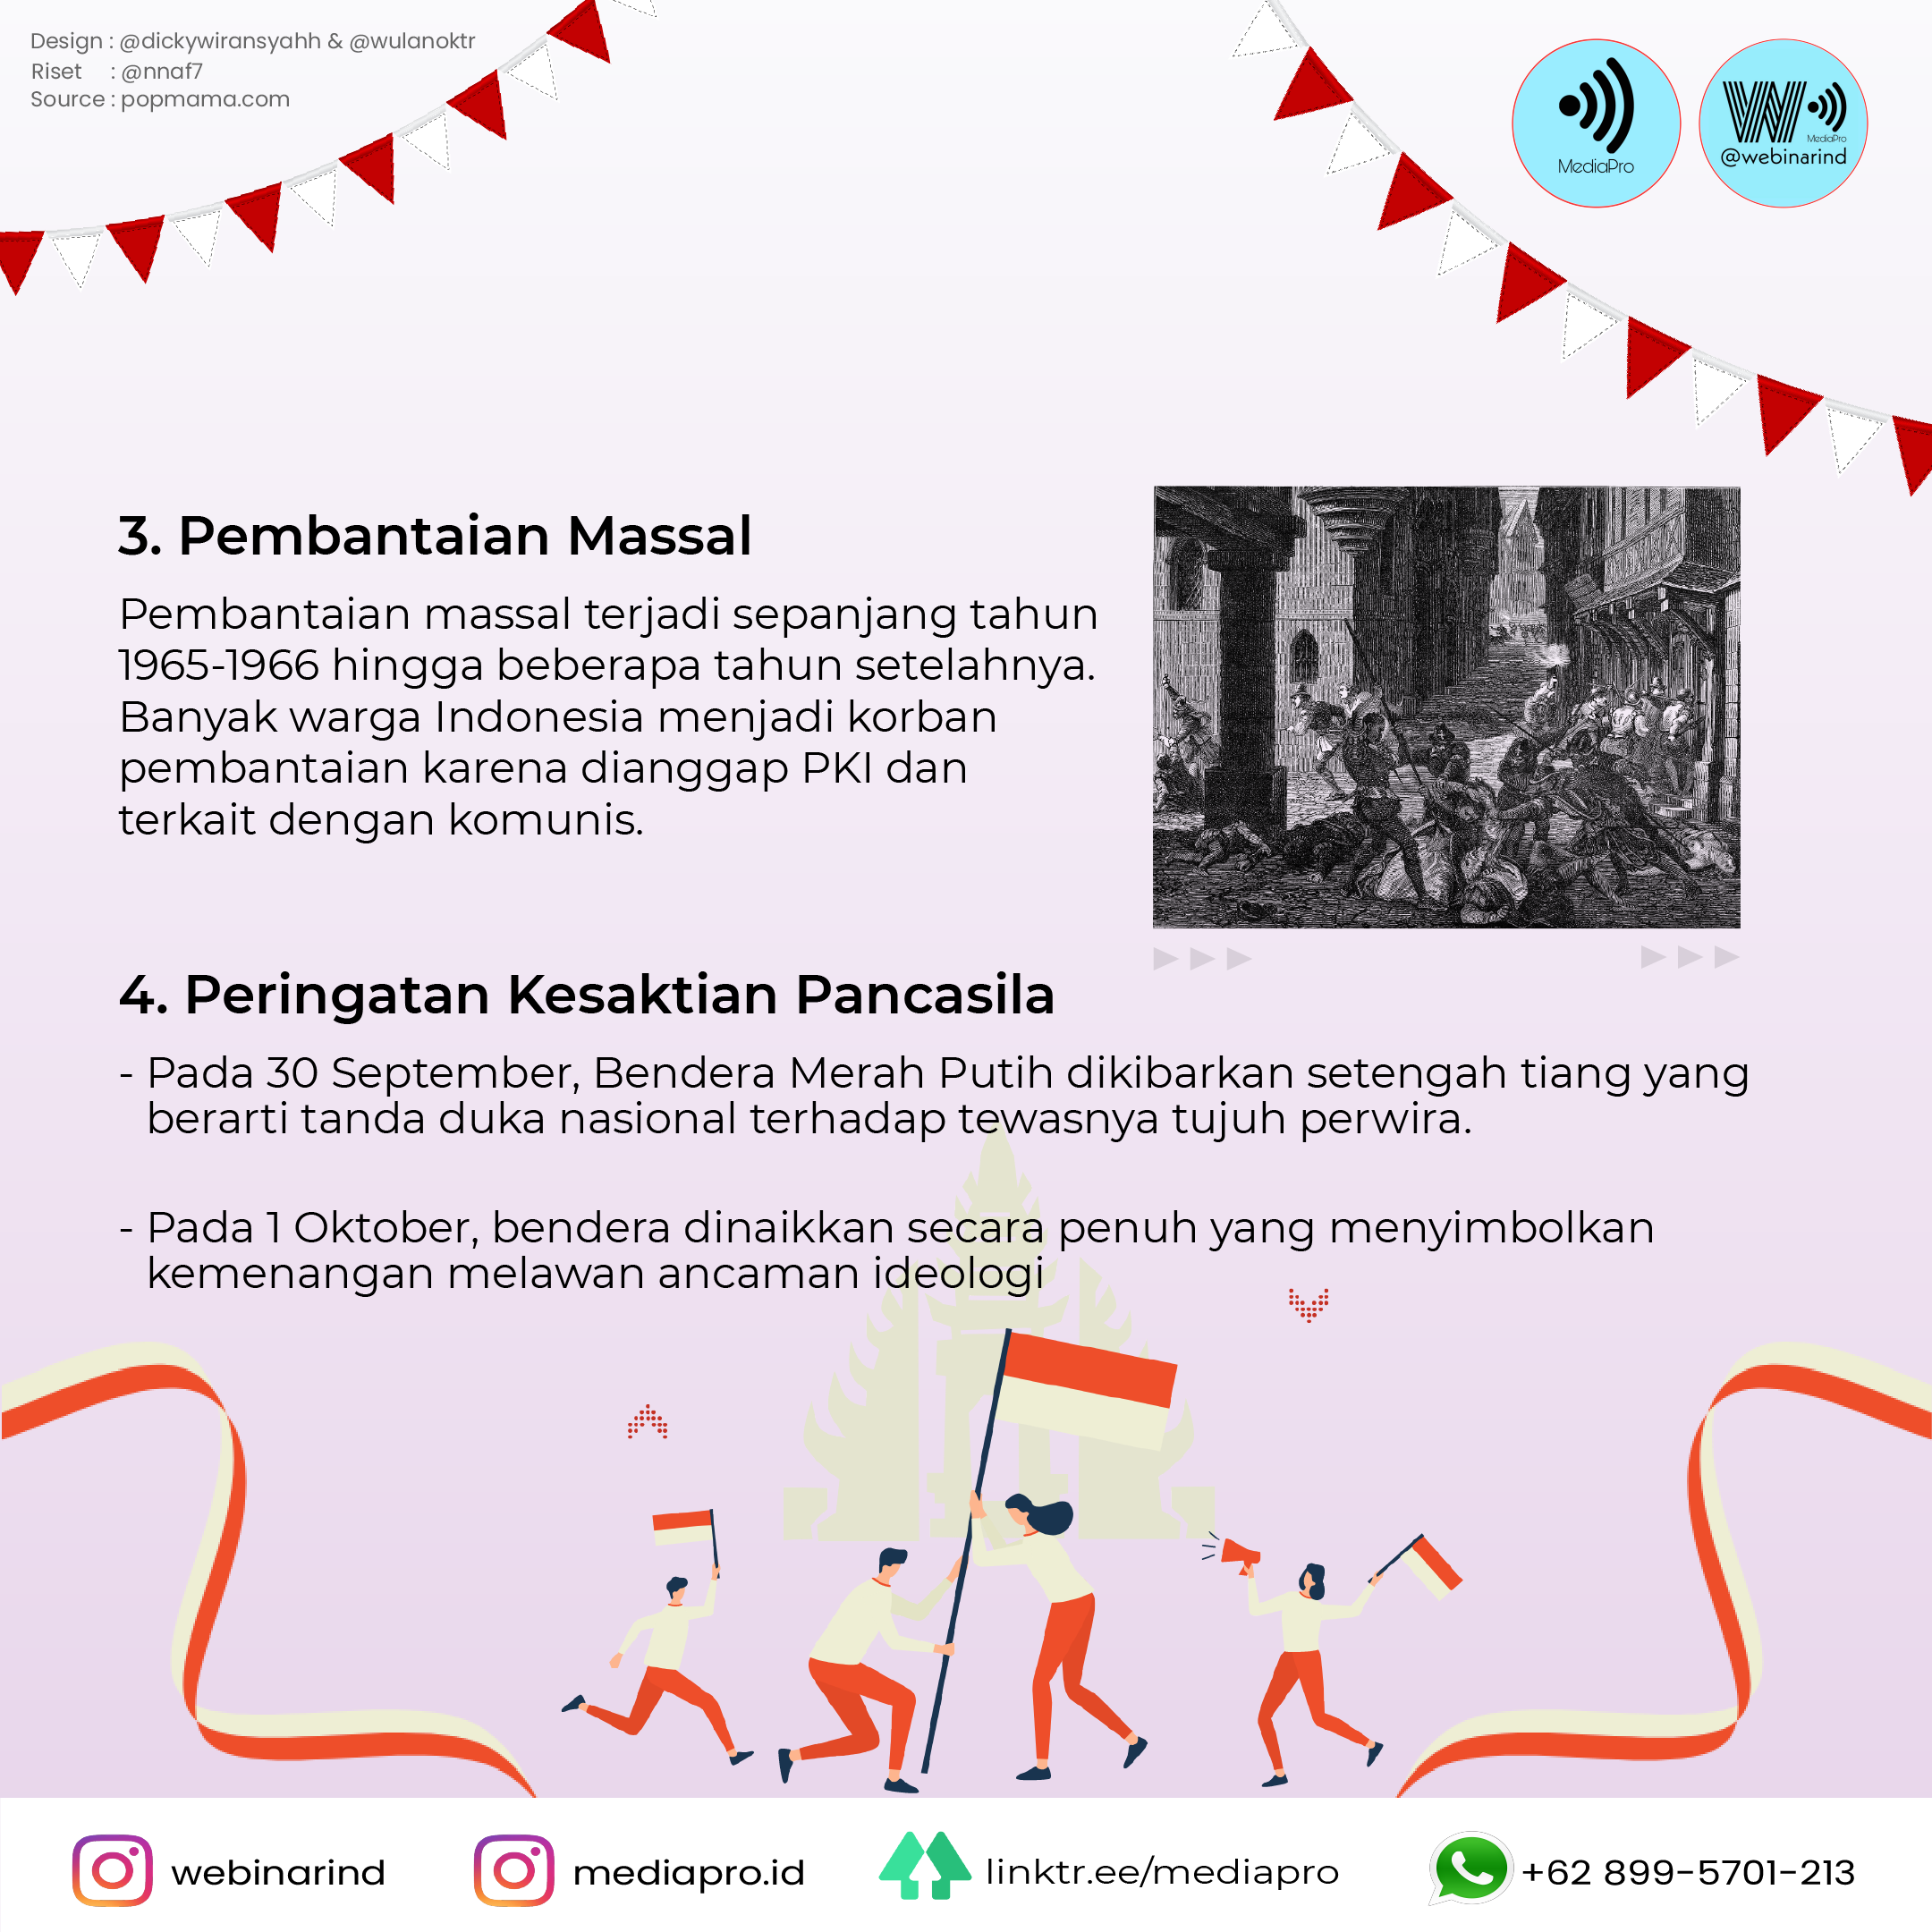 Design : @dickywiransyahh & @wulanoktr
Riset : @nnaf7
Source : popmama.com
MediaPro
W
MediaPro
@webinarind
3. Pembantaian Massal
Pembantaian massal terjadi sepanjang tahun
1965-1966 hingga beberapa tahun setelahnya.
Banyak warga Indonesia menjadi korban
pembantaian karena dianggap PKI dan
terkait dengan komunis.
4. Peringatan Kesaktian Pancasila
- Pada 30 September, Bendera Merah Putih dikibarkan setengah tiang yang
berarti tanda duka nasional terhadap tewasnya tujuh perwira.
- Pada 1 Oktober, bendera dinaikkan secara penuh yang menyimbolkan
kemenangan melawan ancaman ideologi
webinarind
mediapro.id
linktr.ee/mediapro
+62 899-5701-213